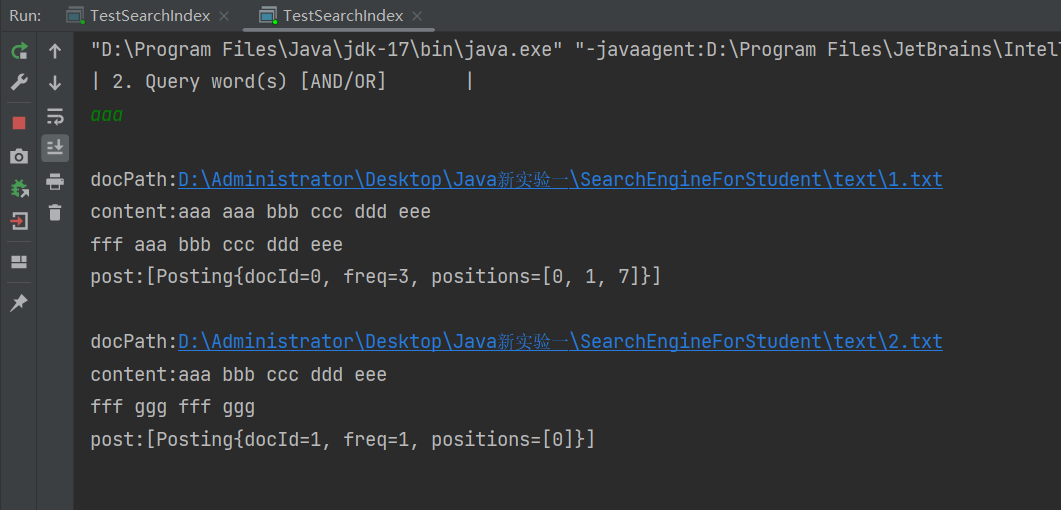 Run: TestSearchIndex TestSearchIndex
"D:\Program Files\Java\jdk-17\bin\java.exe" "-javaagent:D:\Program Files\JetBrains\Intel
| 2. Query word(s) [AND/OR] |
aaa
docPath:D:\Administrator\Desktop\Java新实验一\SearchEngineForStudent\text\1.txt
content:aaa aaa bbb ccc ddd eee
fff aaa bbb ccc ddd eee
post:[Posting{docId=0, freq=3, positions=[0, 1, 7]}]
docPath:D:\Administrator\Desktop\Java新实验一\SearchEngineForStudent\text\2.txt
content:aaa bbb ccc ddd eee
fff ggg fff ggg
post:[Posting{docId=1, freq=1, positions=[0]}]